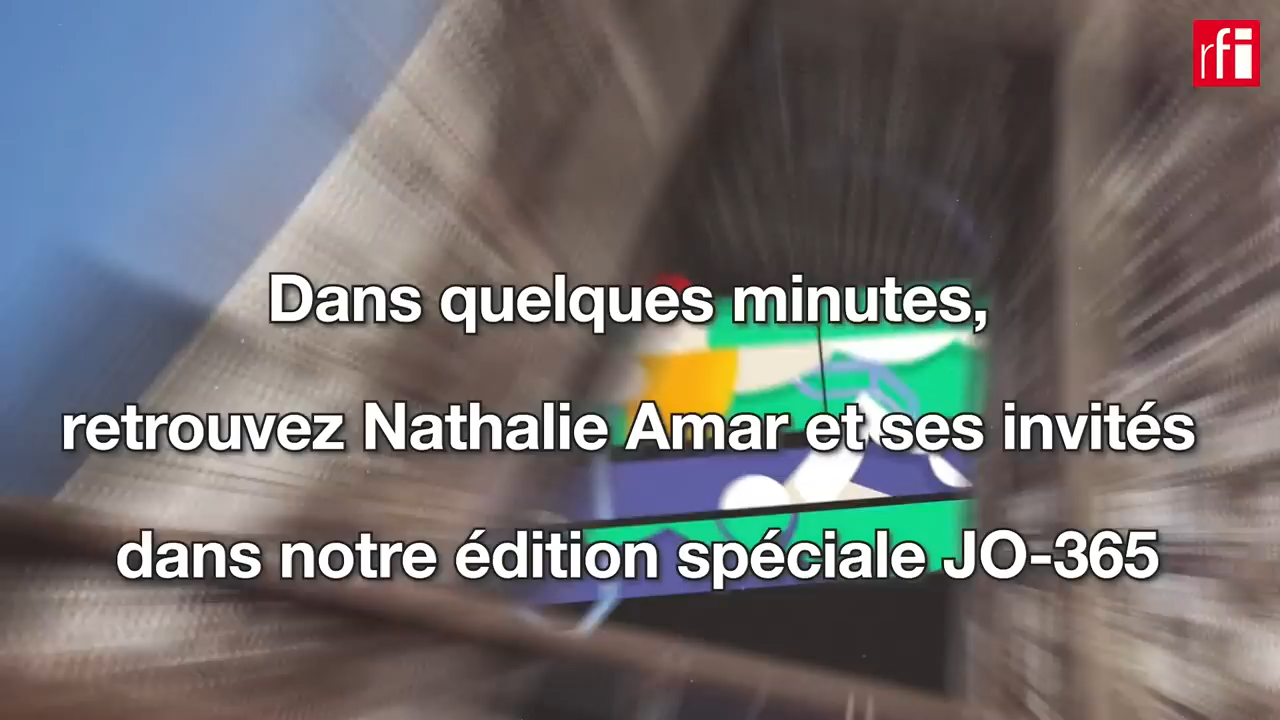 rfi
Dans quelques minutes,
retrouvez Nathalie Amar et ses invités
dans notre édition spéciale JO-365